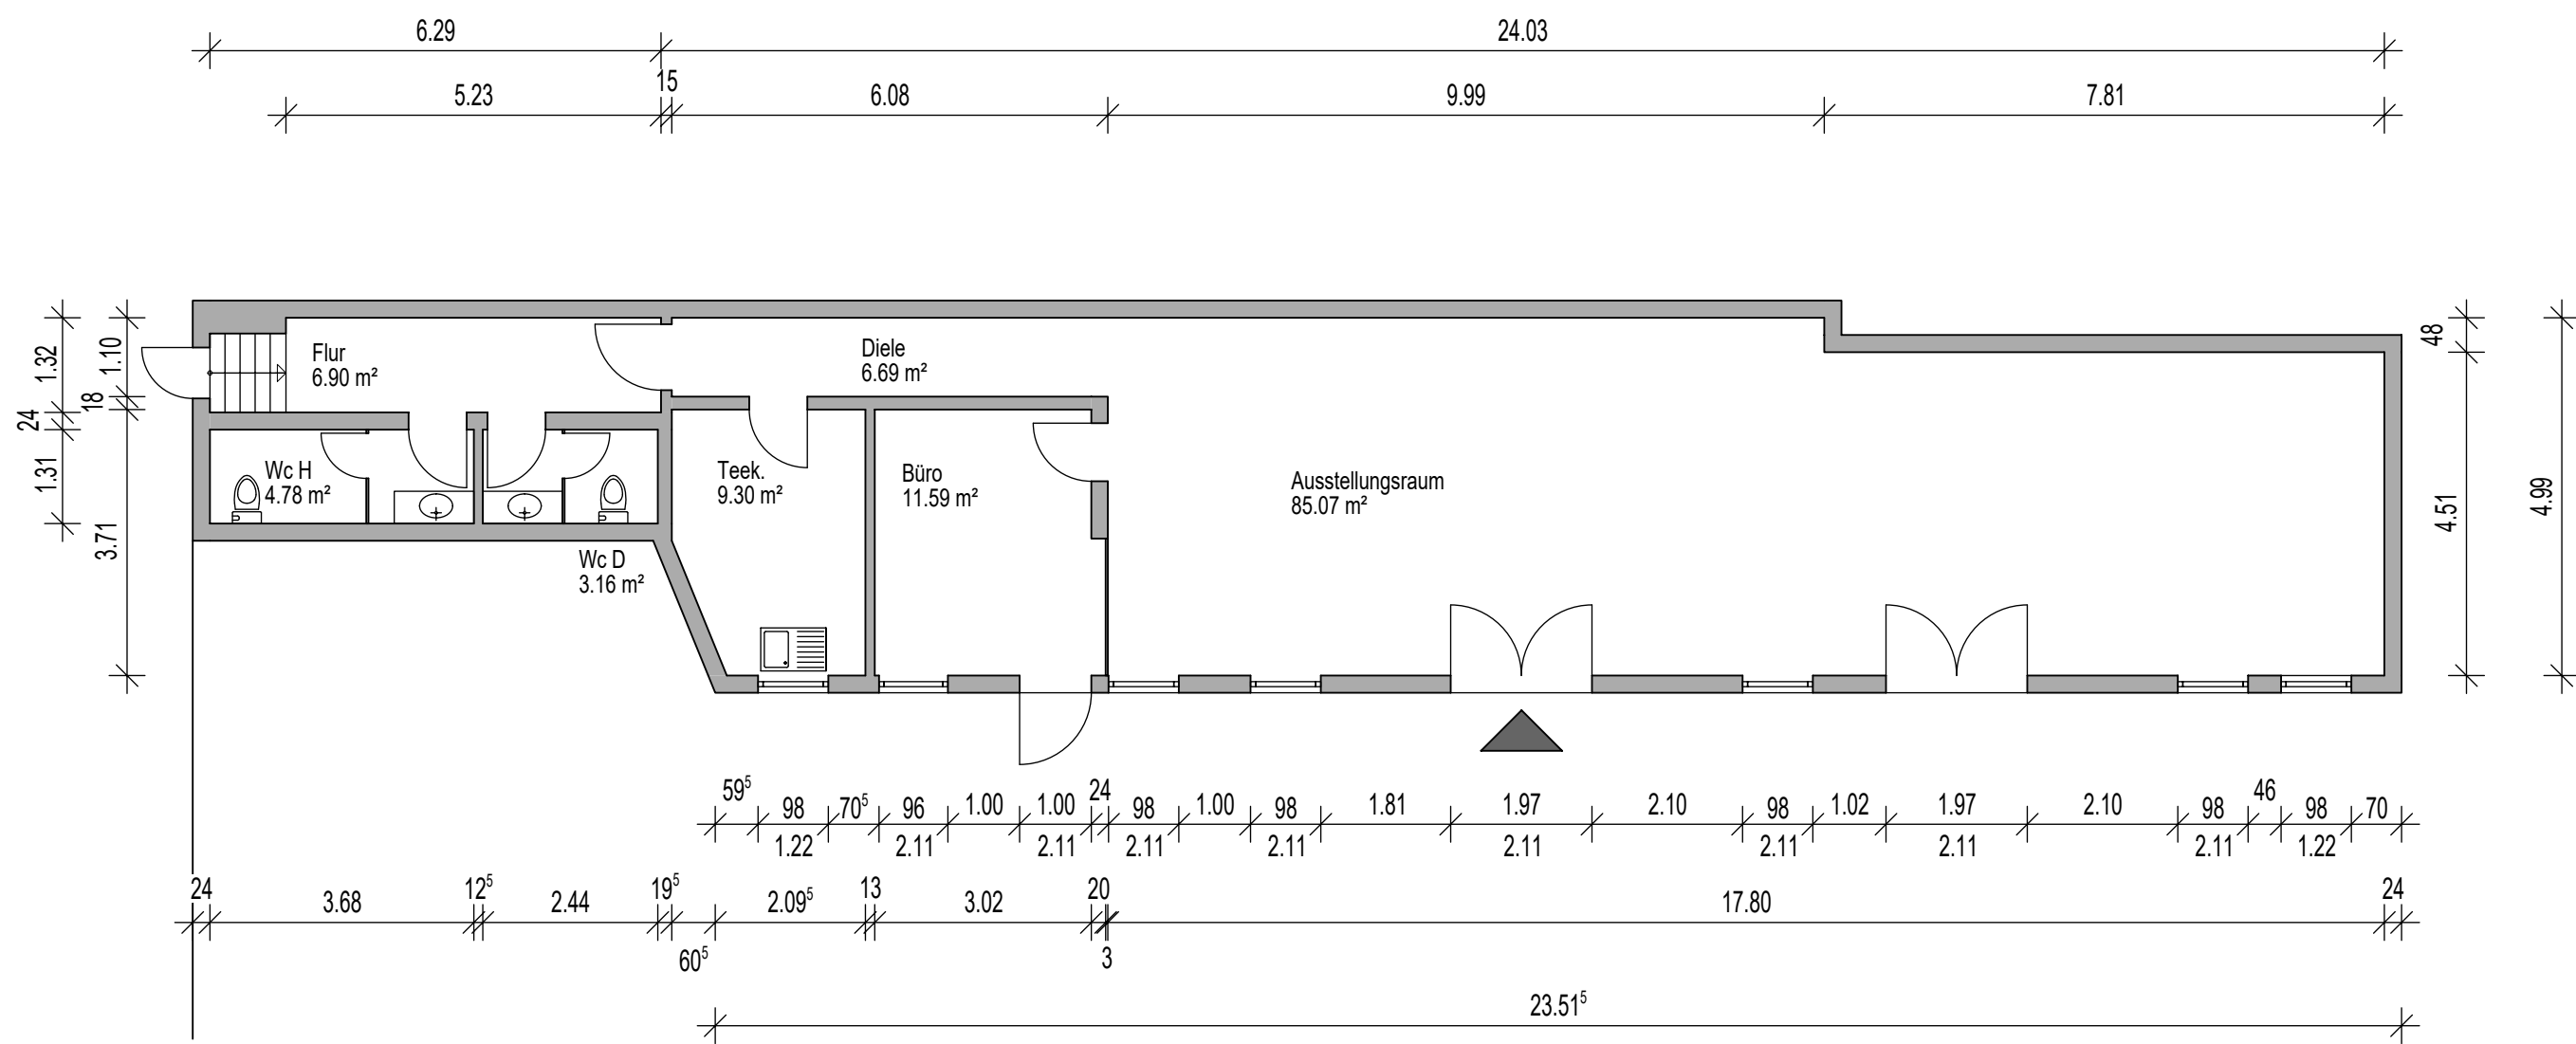 6.29
24.03
15
5.23
6.08
9.99
7.81
1.32
1.10
18
24
1.31
3.71
Flur
6.90 m²
Diele
6.69 m²
Wc H
4.78 m²
Wc D
3.16 m²
Teek.
9.30 m²
Büro
11.59 m²
Ausstellungsraum
85.07 m²
48
4.51
4.99
59⁵ 98 70⁵ 96 1.00 1.00 24 98 1.00 98 1.81 1.97 2.10 98 1.02 1.97 2.10 98 46 98 70
1.22 2.11 2.11 2.11 2.11 2.11 2.11 2.11 2.11 1.22
24 3.68 12⁵ 2.44 19⁵ 2.09⁵ 13 3.02 20 17.80 24
60⁵ 3
23.51⁵